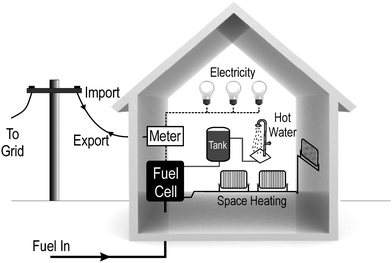 Electricity
Import
Hot
Water
To
Grid
Export
Meter
Tank
Fuel
Cell
Space Heating
Fuel In